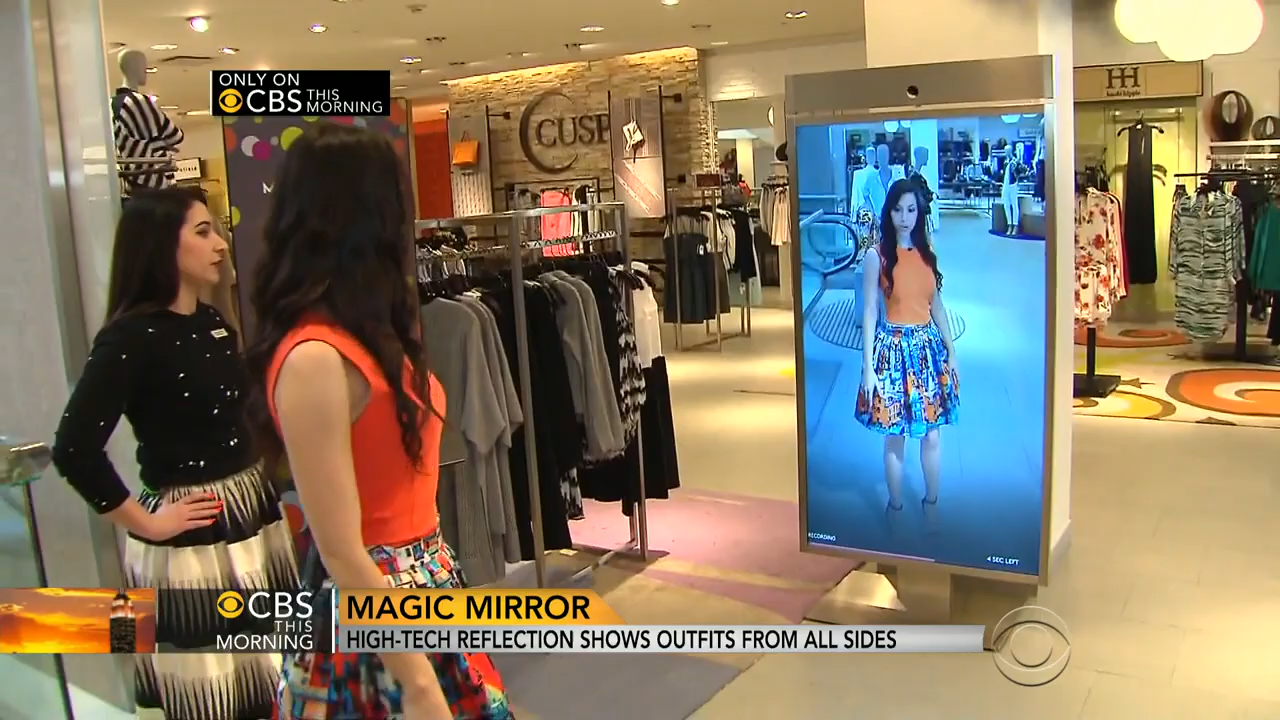 ONLY ON
CBS THIS MORNING
CUSP
HH
RECORDING
4 SEC LEFT
CBS THIS MORNING
MAGIC MIRROR
HIGH-TECH REFLECTION SHOWS OUTFITS FROM ALL SIDES